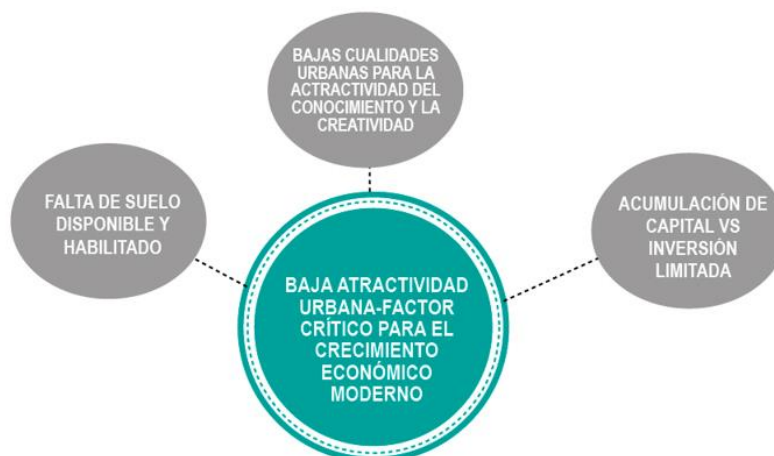 BAJAS CUALIDADES
URBANAS PARA LA
ACTRACTIVIDAD DEL
CONOCIMIENTO Y LA
CREATIVIDAD
FALTA DE SUELO
DISPONIBLE Y
HABILITADO
ACUMULACIÓN DE
CAPITAL VS
INVERSIÓN
LIMITADA
BAJA ATRACTIVIDAD
URBANA-FACTOR
CRÍTICO PARA EL
CRECIMIENTO
ECONÓMICO
MODERNO